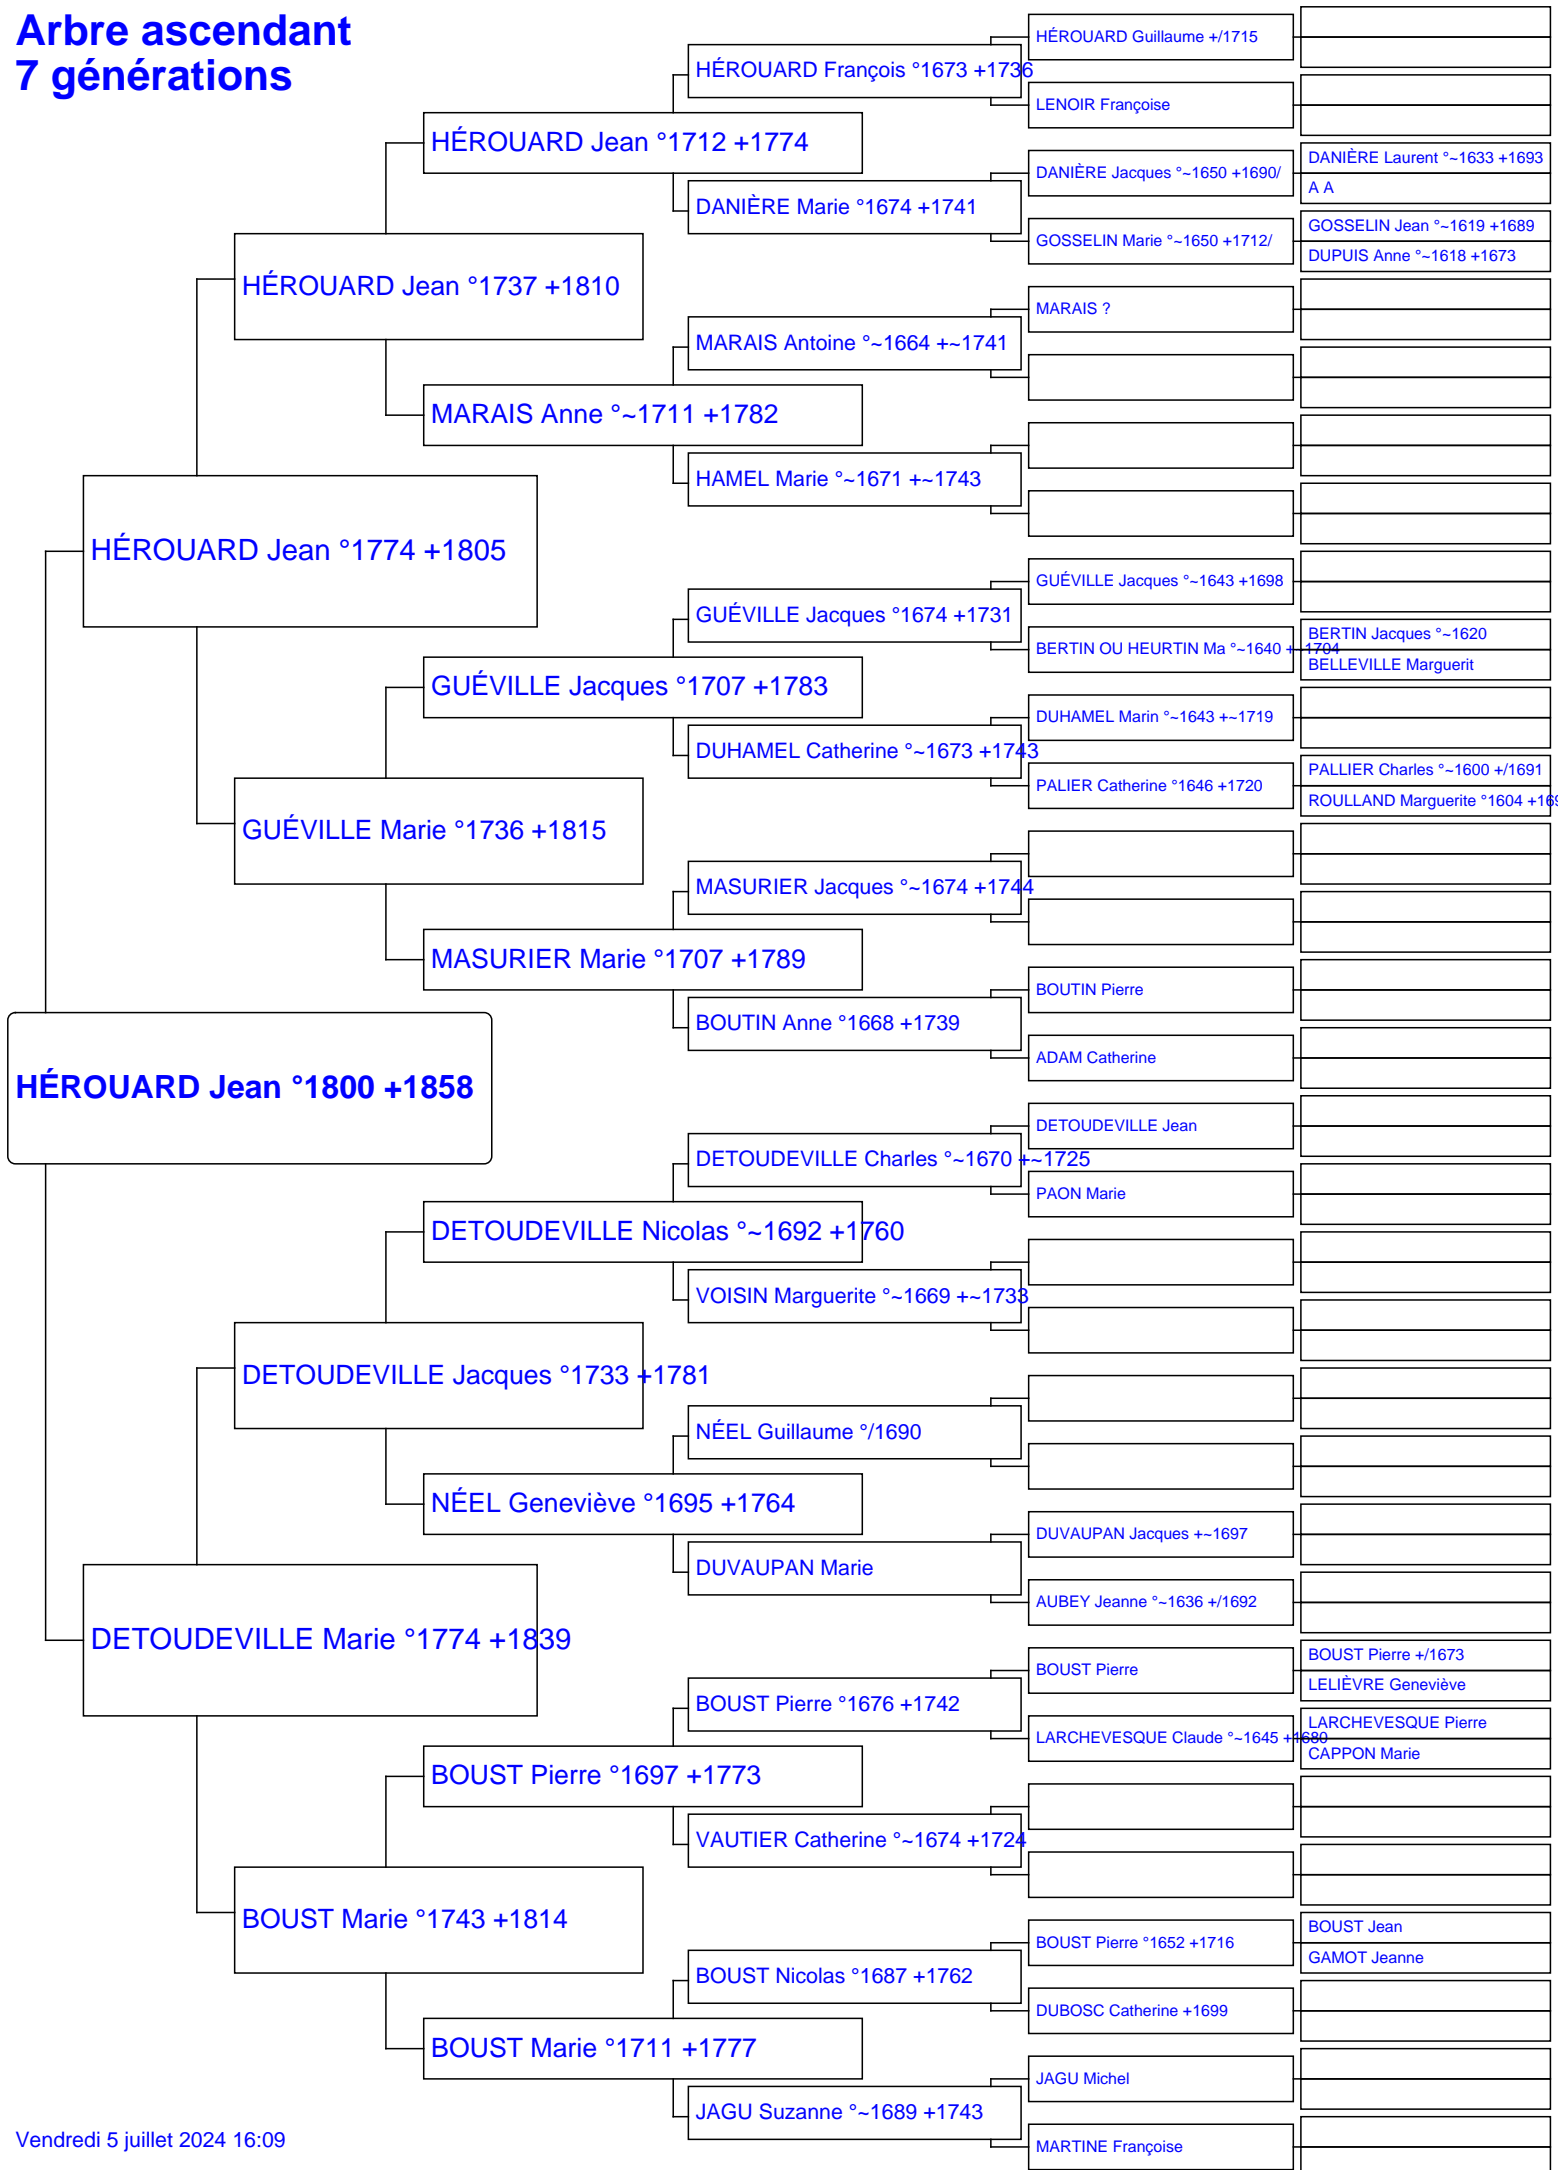 Arbre ascendant
7 générations
HÉROUARD Jean °1800 +1858
HÉROUARD Jean °1774 +1805
DETOUDEVILLE Marie °1774 +1839
HÉROUARD Jean °1737 +1810
GUÉVILLE Marie °1736 +1815
DETOUDEVILLE Jacques °1733 +1781
BOUST Marie °1743 +1814
HÉROUARD Jean °1712 +1774
MARAIS Anne °~1711 +1782
GUÉVILLE Jacques °1707 +1783
MASURIER Marie °1707 +1789
DETOUDEVILLE Nicolas °~1692 +1760
NÉEL Geneviève °1695 +1764
BOUST Pierre °1697 +1773
BOUST Marie °1711 +1777
HÉROUARD François °1673 +1736
DANIÈRE Marie °1674 +1741
MARAIS Antoine °~1664 +~1741
HAMEL Marie °~1671 +~1743
GUÉVILLE Jacques °1674 +1731
DUHAMEL Catherine °~1673 +1743
MASURIER Jacques °~1674 +1744
BOUTIN Anne °1668 +1739
DETOUDEVILLE Charles °~1670 +~1725
VOISIN Marguerite °~1669 +~1733
NÉEL Guillaume °/1690
DUVAUPAN Marie
BOUST Pierre °1676 +1742
VAUTIER Catherine °~1674 +1724
BOUST Nicolas °1687 +1762
JAGU Suzanne °~1689 +1743
HÉROUARD Guillaume +/1715
LENOIR Françoise
DANIÈRE Jacques °~1650 +1690/
GOSSELIN Marie °~1650 +1712/
MARAIS ?
GUÉVILLE Jacques °~1643 +1698
BERTIN OU HEURTIN Ma °~1640 +~1704
DUHAMEL Marin °~1643 +~1719
PALIER Catherine °1646 +1720
BOUTIN Pierre
ADAM Catherine
DETOUDEVILLE Jean
PAON Marie
DUVAUPAN Jacques +~1697
AUBEY Jeanne °~1636 +/1692
BOUST Pierre
LARCHEVESQUE Claude °~1645 +1680
BOUST Pierre °1652 +1716
DUBOSC Catherine +1699
JAGU Michel
MARTINE Françoise
DANIÈRE Laurent °~1633 +1693
A A
GOSSELIN Jean °~1619 +1689
DUPUIS Anne °~1618 +1673
BERTIN Jacques °~1620
BELLEVILLE Marguerit
PALLIER Charles °~1600 +/1691
ROULLAND Marguerite °1604
BOUST Pierre +/1673
LELIÈVRE Geneviève
LARCHEVESQUE Pierre
CAPPON Marie
BOUST Jean
GAMOT Jeanne
Vendredi 5 juillet 2024 16:09